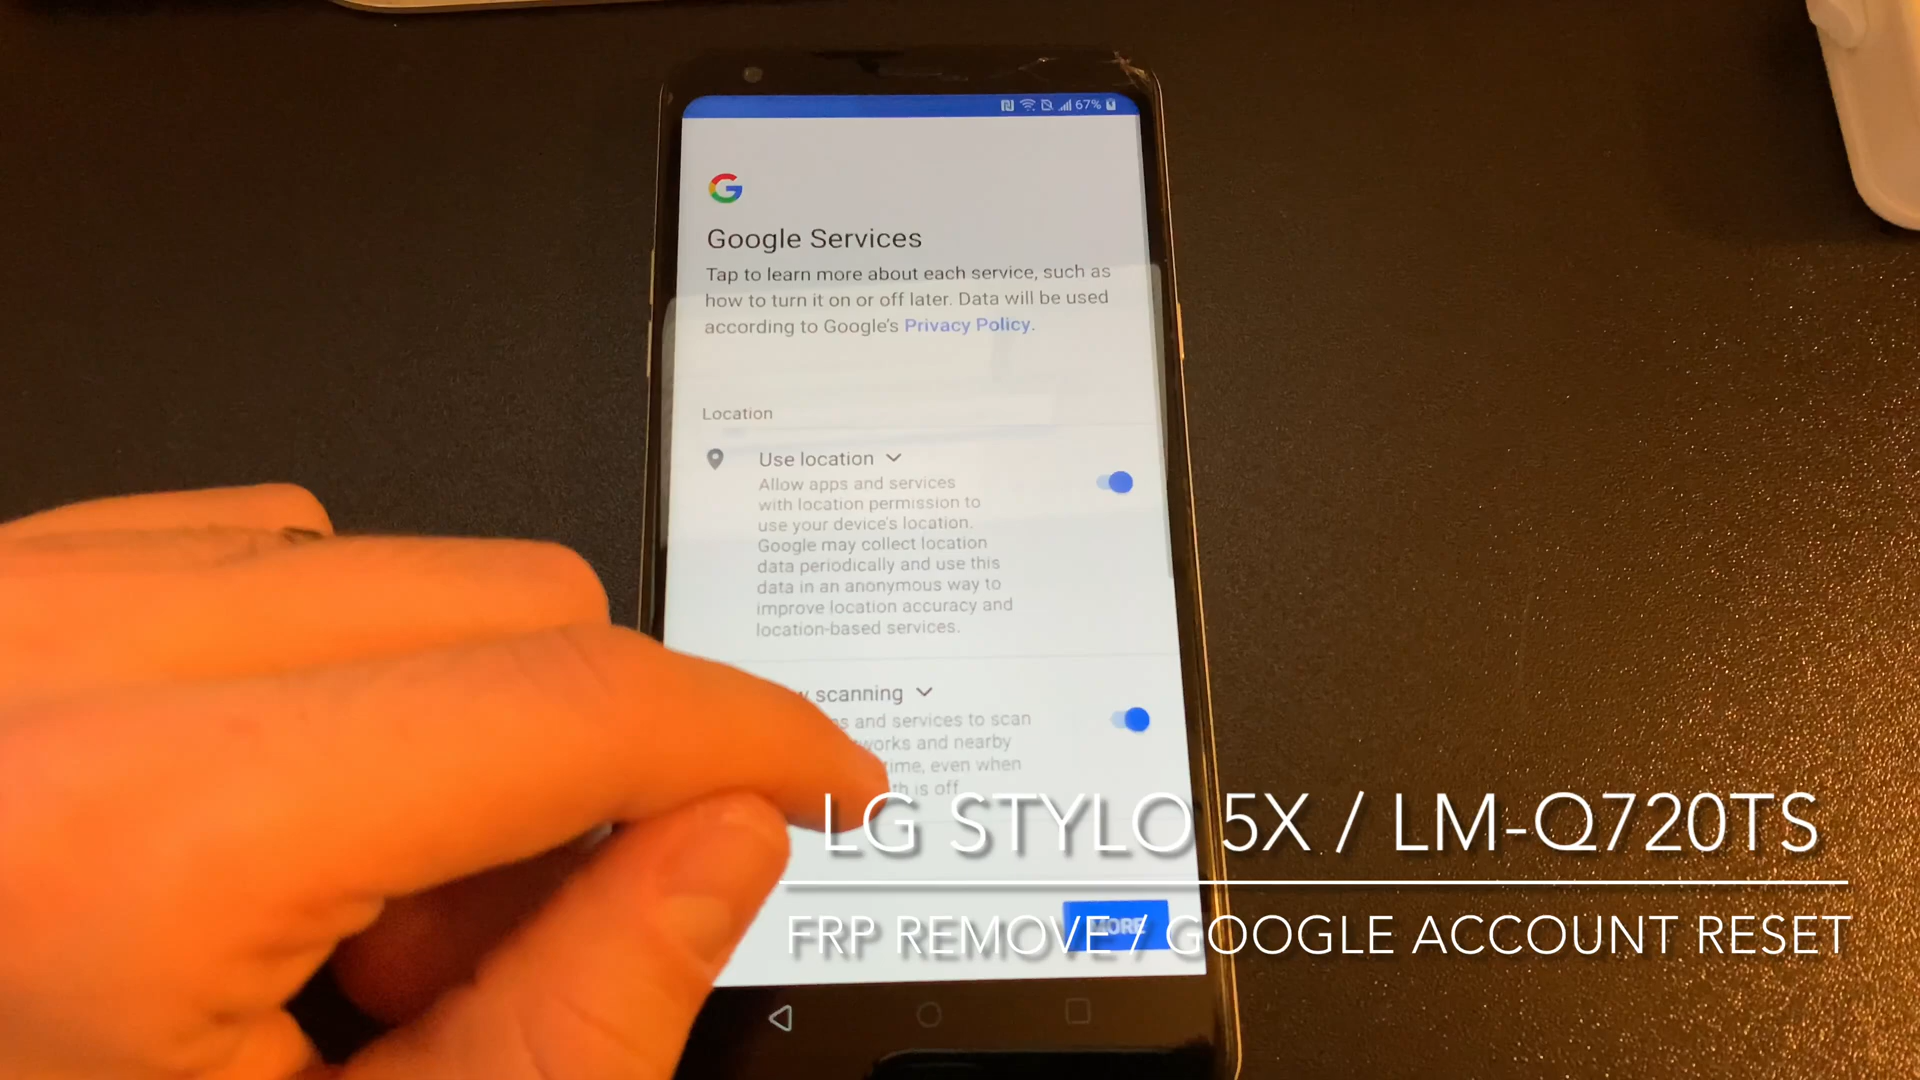 67%
G
Google Services
Tap to learn more about each service, such as
how to turn it on or off later. Data will be used
according to Google's Privacy Policy.
Location
Use location
Allow apps and services
with location permission to
use your device's location.
Google may collect location
data periodically and use this
data in an anonymous way to
improve location accuracy and
location-based services.
scanning
and services to scan
and nearby
time, even when
is off.
LG STYLO 5X / LM-Q720TS
MORE
FRP REMOVE / GOOGLE ACCOUNT RESET